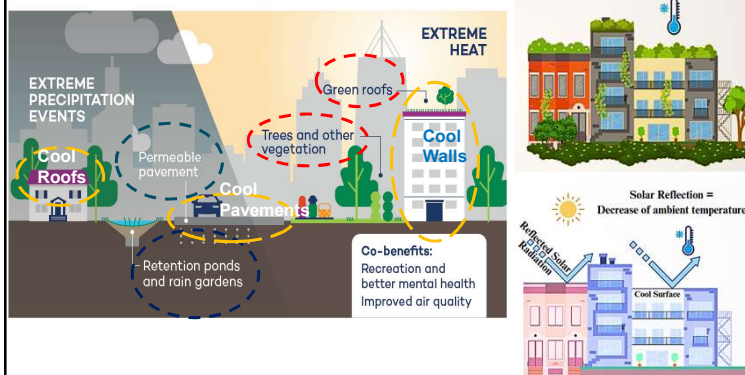 EXTREME
PRECIPITATION
EVENTS
Cool
Roofs
Permeable
pavement
Cool
Pavements
Retention ponds
and rain gardens
EXTREME
HEAT
Green roofs
Trees and other
vegetation
Cool
Walls
Co-benefits:
Recreation and
better mental health
Improved air quality
Solar Reflection =
Decrease of ambient temperature
Reflected Solar
Radiation
Cool Surface